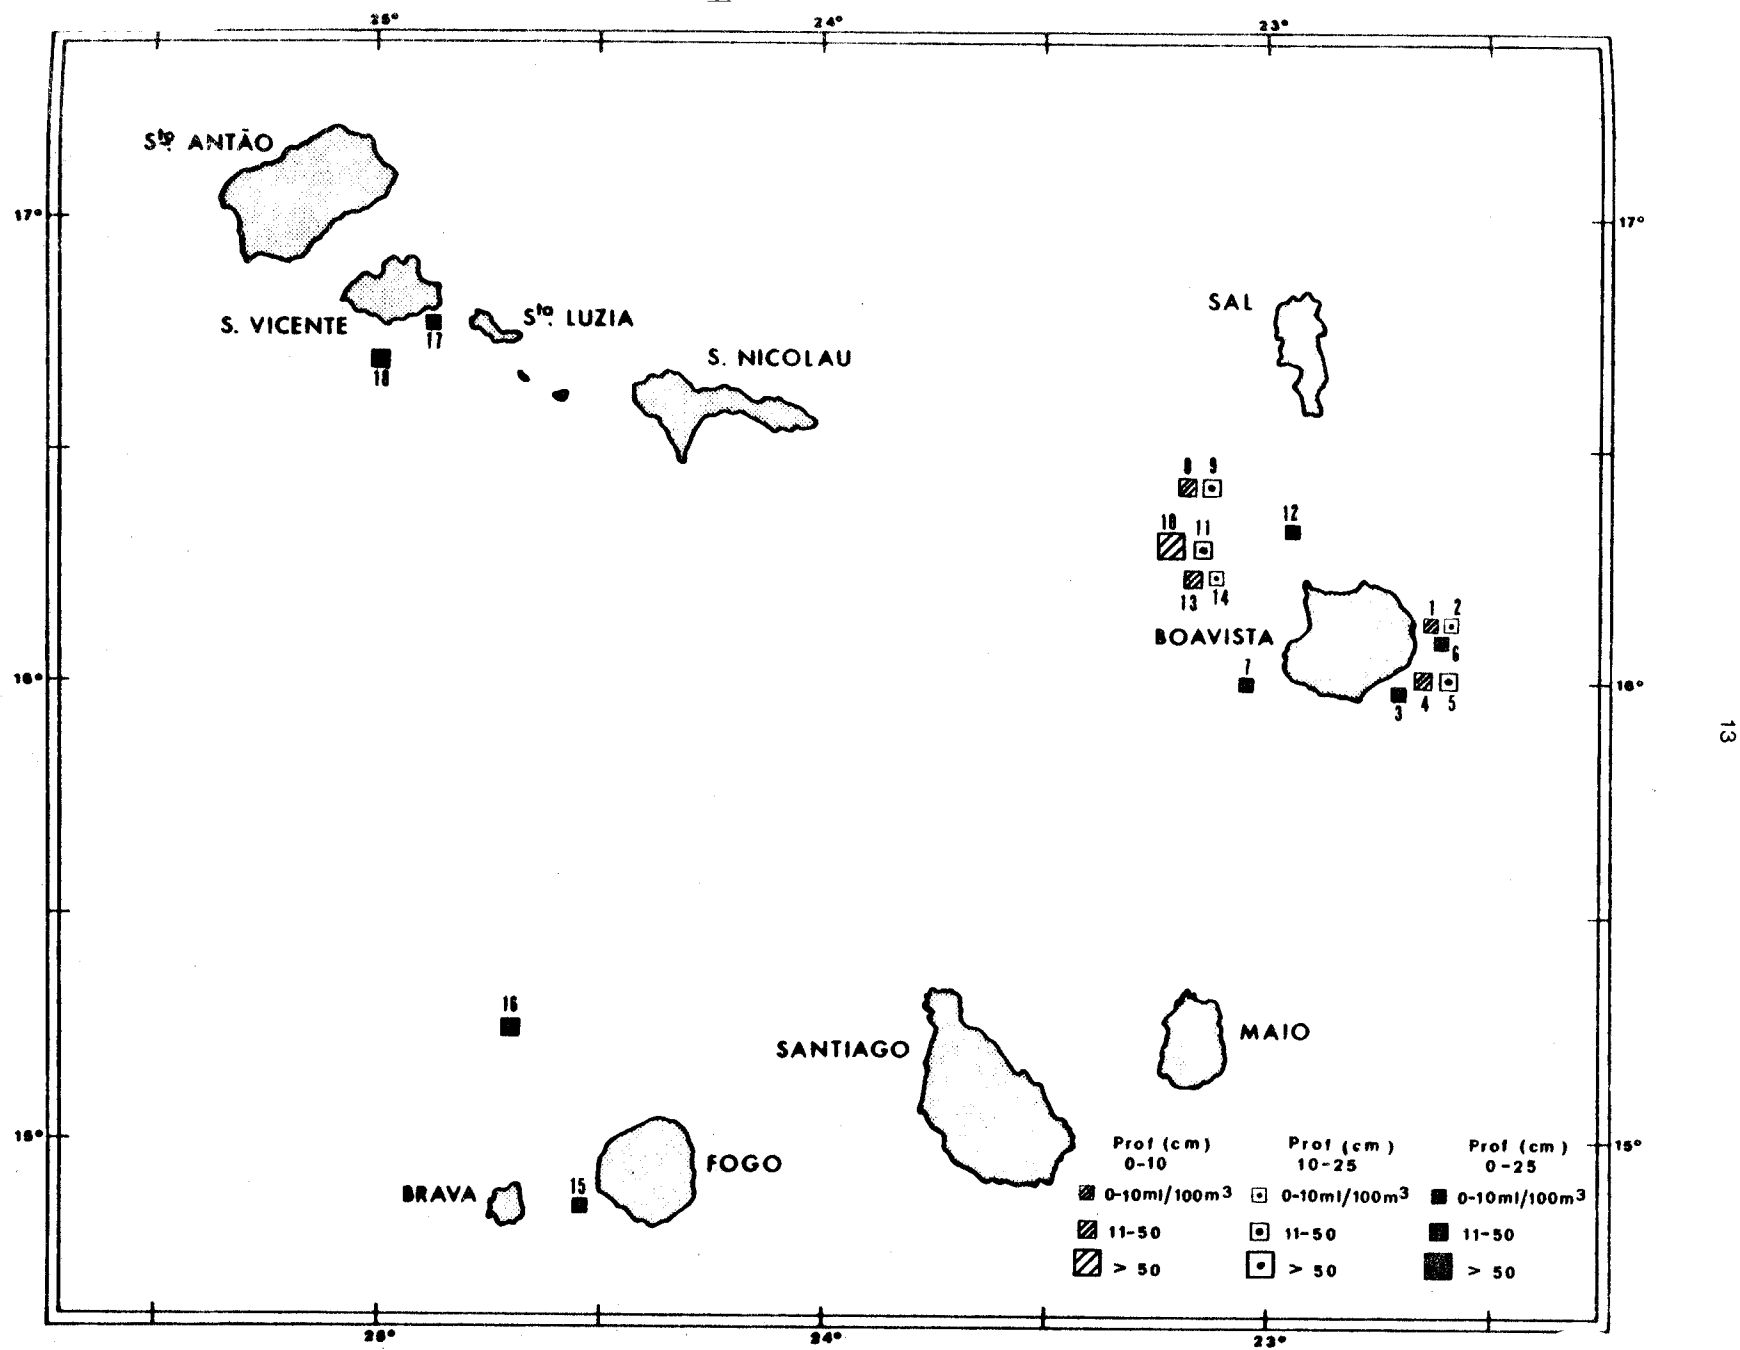 25° 24° 23°
Sto. ANTÃO
17° 17°
SAL
Sta. LUZIA
S. VICENTE
17
S. NICOLAU
18
8 9
10 11
12
13 14
1 2
BOAVISTA
6
7
16° 16°
3 4 5
13
16
MAIO
SANTIAGO
15° 15°
Prof (cm) Prof (cm) Prof (cm)
0-10 10-25 0-25
FOGO
BRAVA
15
0-10ml/100m³ 0-10ml/100m³ 0-10ml/100m³
11-50 11-50 11-50
> 50 > 50 > 50
25° 24° 23°